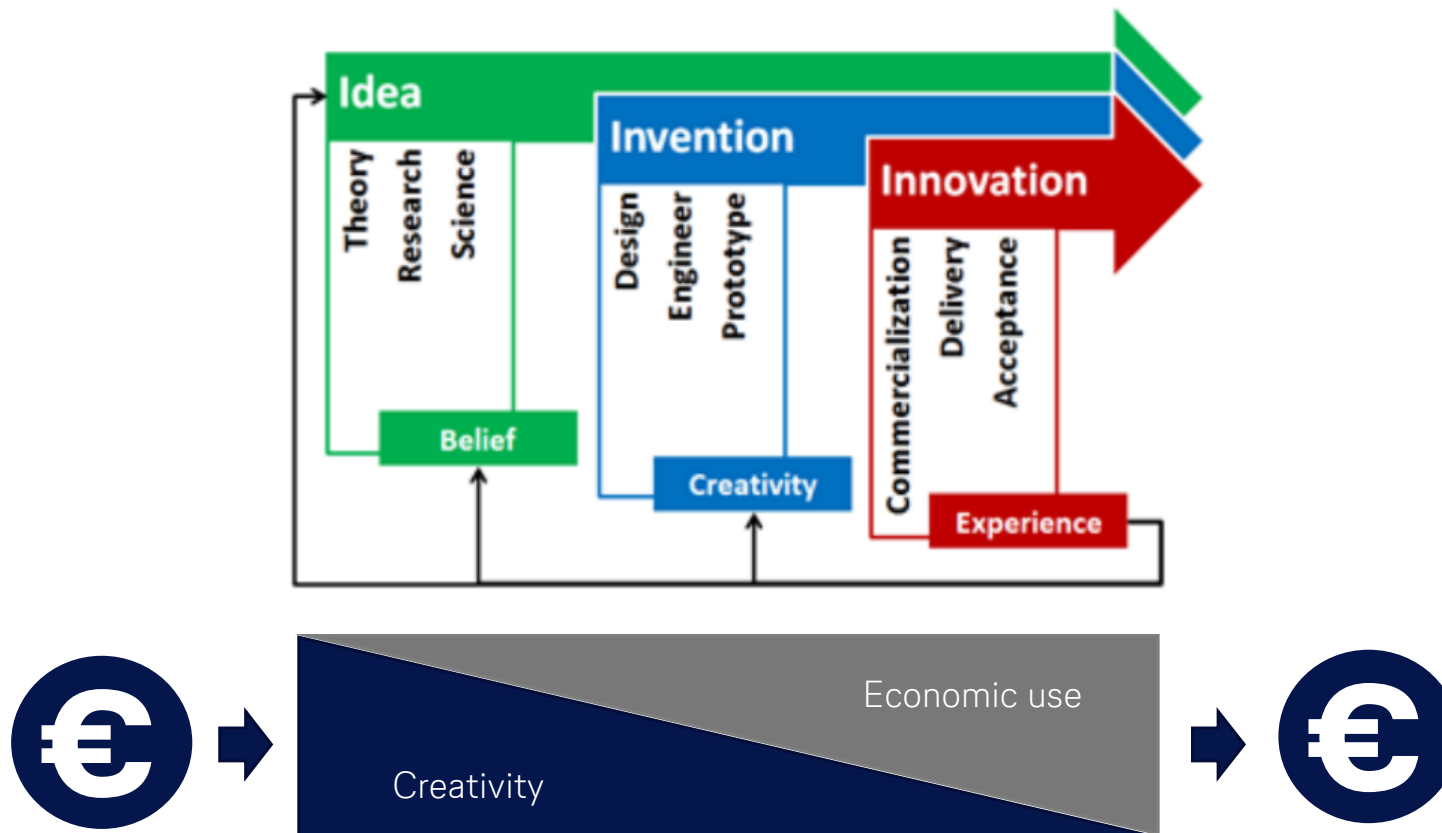 Idea
Theory
Research
Science
Belief
Invention
Design
Engineer
Prototype
Creativity
Innovation
Commercialization
Delivery
Acceptance
Experience
€
Creativity
Economic use
€